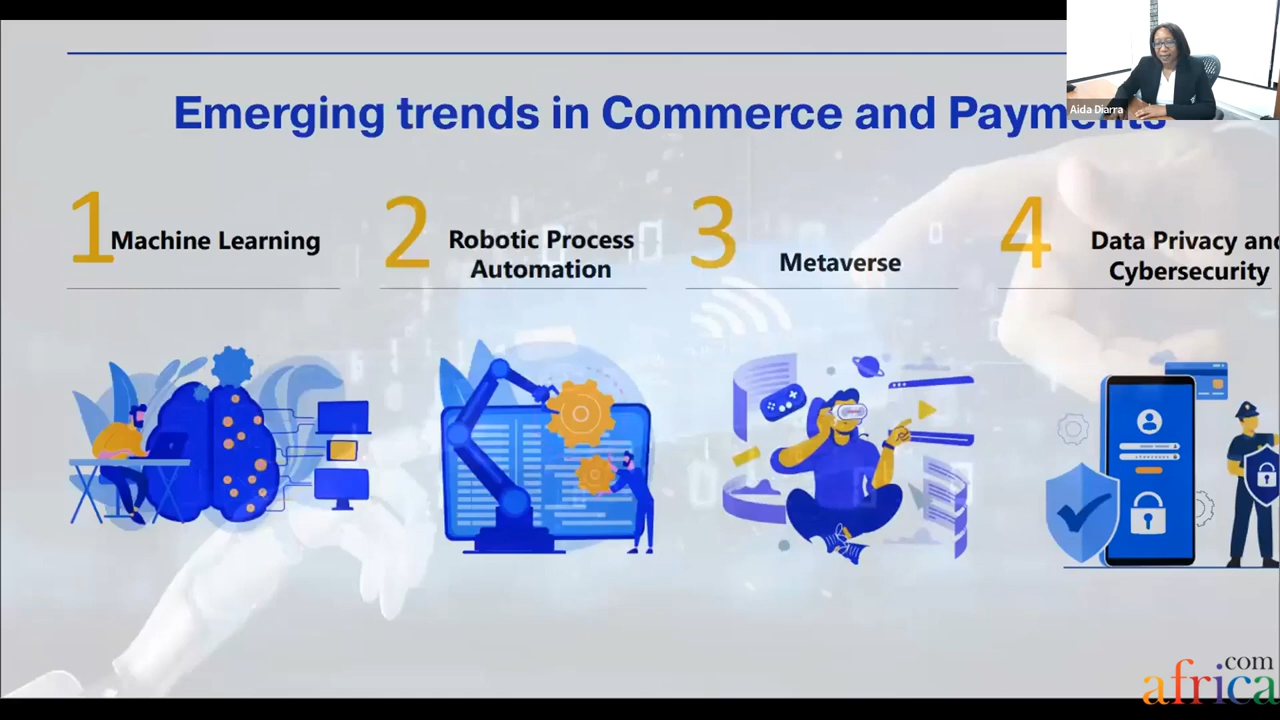 Aida Diarra
Emerging trends in Commerce and Payments
1
Machine Learning
2
Robotic Process
Automation
3
Metaverse
4
Data Privacy and
Cybersecurity
.com
africa